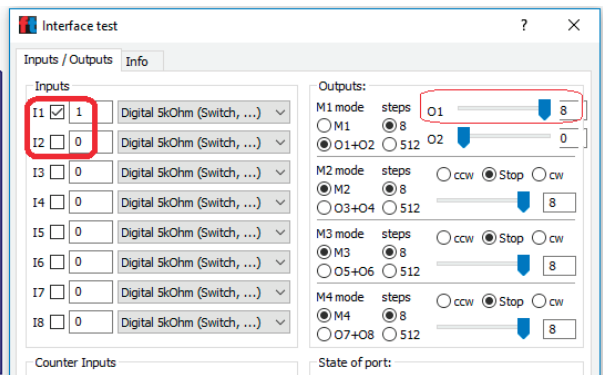 ft Interface test ? ×
Inputs / Outputs Info
Inputs
I1 1 Digital 5kOhm (Switch, ...)
I2 0 Digital 5kOhm (Switch, ...)
I3 0 Digital 5kOhm (Switch, ...)
I4 0 Digital 5kOhm (Switch, ...)
I5 0 Digital 5kOhm (Switch, ...)
I6 0 Digital 5kOhm (Switch, ...)
I7 0 Digital 5kOhm (Switch, ...)
I8 0 Digital 5kOhm (Switch, ...)
Counter Inputs
Outputs:
M1 mode steps O1 8
M1 8
O1+O2 512 O2 0
M2 mode steps ccw Stop cw
M2 8
O3+O4 512 8
M3 mode steps ccw Stop cw
M3 8
O5+O6 512 8
M4 mode steps ccw Stop cw
M4 8
O7+O8 512 8
State of port: